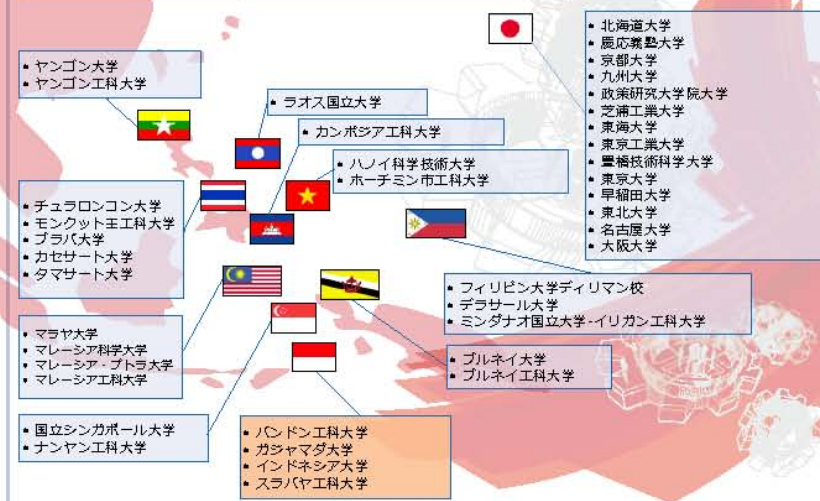 • ヤンゴン大学
• ヤンゴン工科大学
• ラオス国立大学
• カンボジア工科大学
• ハノイ科学技術大学
• ホーチミン市工科大学
• 北海道大学
• 慶応義塾大学
• 京都大学
• 九州大学
• 政策研究大学院大学
• 芝浦工業大学
• 東海大学
• 東京工業大学
• 豊橋技術科学大学
• 東京大学
• 早稲田大学
• 東北大学
• 名古屋大学
• 大阪大学
• チュラロンコン大学
• モンクット王工科大学
• ブラパ大学
• カセサート大学
• タマサート大学
• フィリピン大学ディリマン校
• デラサール大学
• ミンダナオ国立大学-イリガン工科大学
• マラヤ大学
• マレーシア科学大学
• マレーシア・プトラ大学
• マレーシア工科大学
• ブルネイ大学
• ブルネイ工科大学
• 国立シンガポール大学
• ナンヤン工科大学
• バンドン工科大学
• ガジャマダ大学
• インドネシア大学
• スラバヤ工科大学